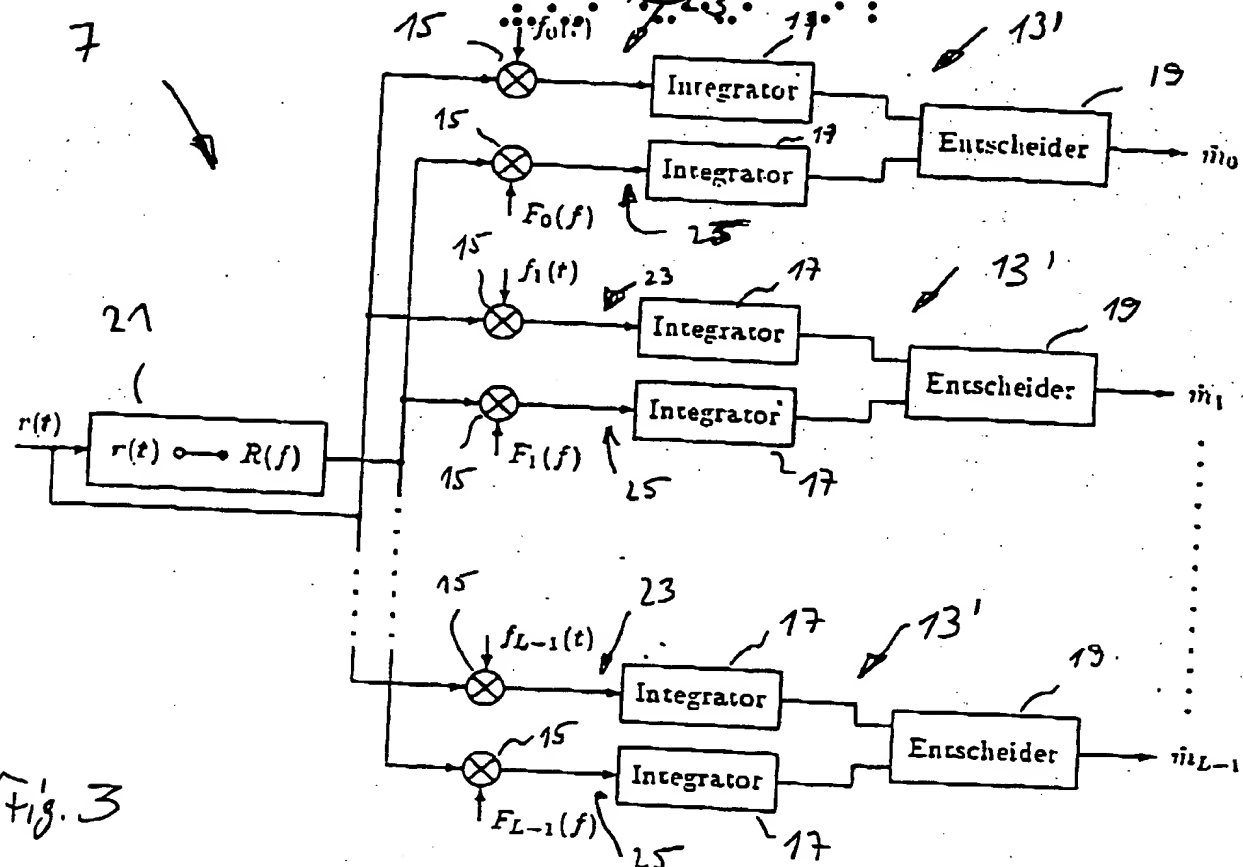 7
15
f₀(t)
23
17
13'
Integrator
19
15
17
Entscheider
m̂₀
Integrator
F₀(f)
25
15
f₁(t)
23
17
13'
19
21
Integrator
Entscheider
m̂₁
r(t)
r(t) ○—● R(f)
Integrator
15
F₁(f)
25
17
15
f_{L-1}(t)
23
17
13'
19
Integrator
15
Entscheider
m̂_{L-1}
Integrator
F_{L-1}(f)
25
17
Fig. 3